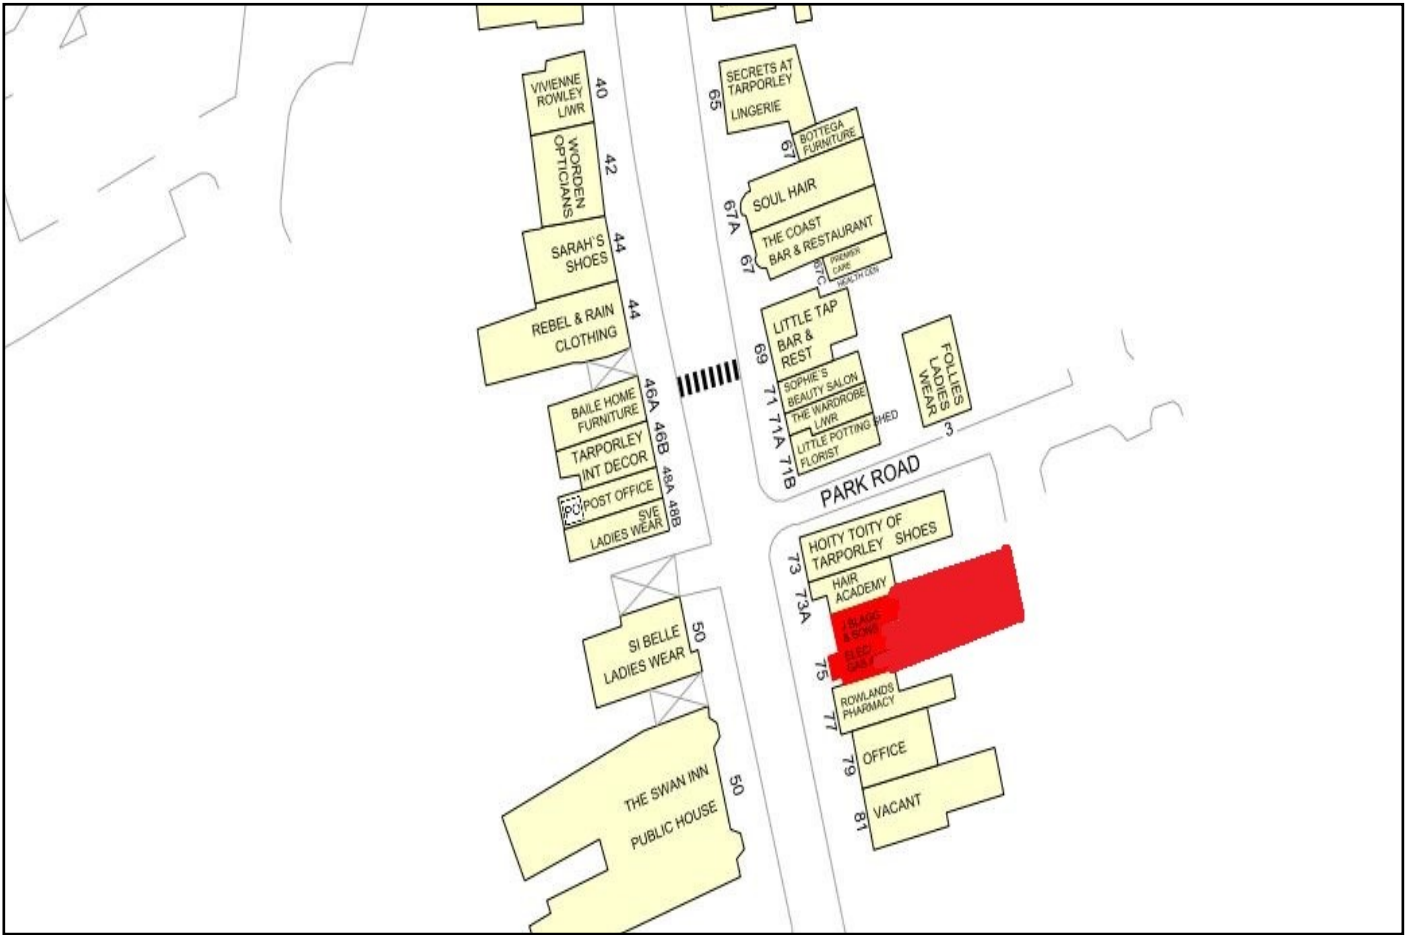 VIVIENNE
ROWLEY
L/WR
40
WORDEN
OPTICIANS
42
SARAH`S
SHOES
44
REBEL & RAIN
CLOTHING
44
BAILE HOME
FURNITURE
46A
TARPORLEY
INT DECOR
46B
PO
POST OFFICE
48A
SVE
LADIES WEAR
48B
SI BELLE
LADIES WEAR
50
THE SWAN INN
PUBLIC HOUSE
50
SECRETS AT
TARPORLEY
LINGERIE
65
BOTTEGA
FURNITURE
67
SOUL HAIR
67A
THE COAST
BAR & RESTAURANT
67
PREMIER
CARE
HEALTH CEN
67C
LITTLE TAP
BAR &
REST
69
SOPHIE`S
BEAUTY SALON
71
THE WARDROBE
L/WR
71A
LITTLE POTTING SHED
FLORIST
71B
FOLLIES
LADIES
WEAR
3
PARK ROAD
HOITY TOITY OF
TARPORLEY SHOES
73
HAIR
ACADEMY
73A
J BLAGG
& SONS
ELEC/
GAS
75
ROWLANDS
PHARMACY
77
OFFICE
79
VACANT
81